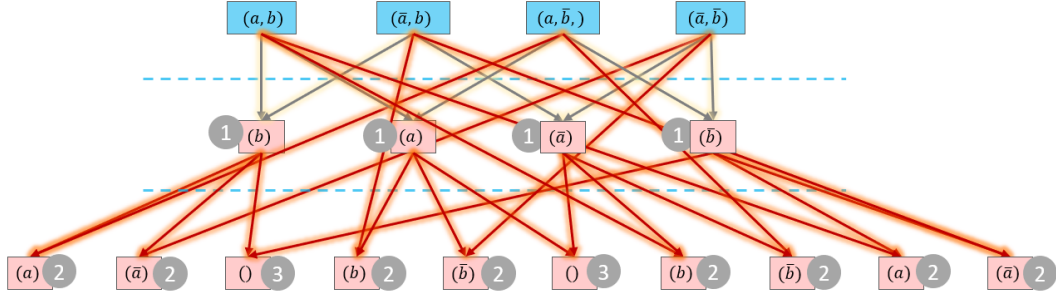 (a, b) (ā, b) (a, b̄,) (ā, b̄)
1 (b) 1 (a) 1 (ā) 1 (b̄)
(a) 2 (ā) 2 () 3 (b) 2 (b̄) 2 () 3 (b) 2 (b̄) 2 (a) 2 (ā) 2